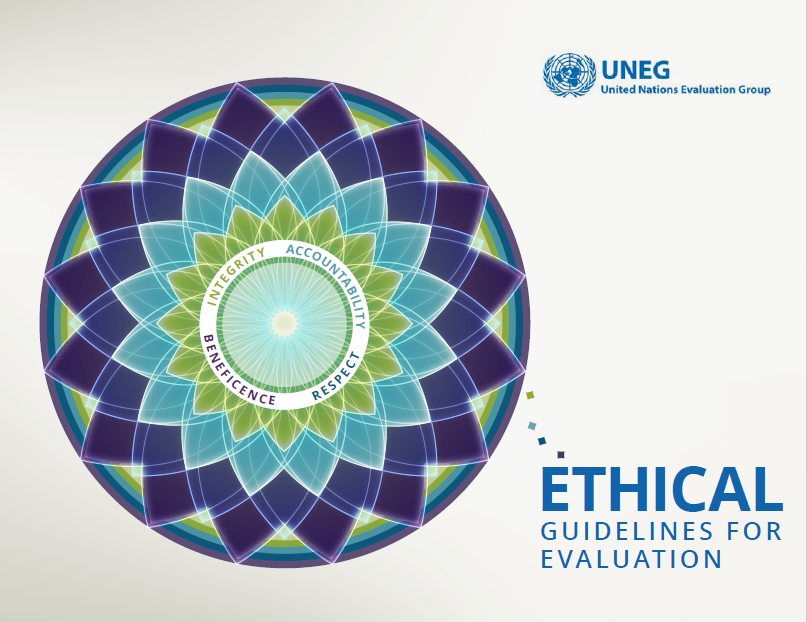 UNEG
United Nations Evaluation Group
INTEGRITY
ACCOUNTABILITY
RESPECT
BENEFICENCE
ETHICAL
GUIDELINES FOR
EVALUATION